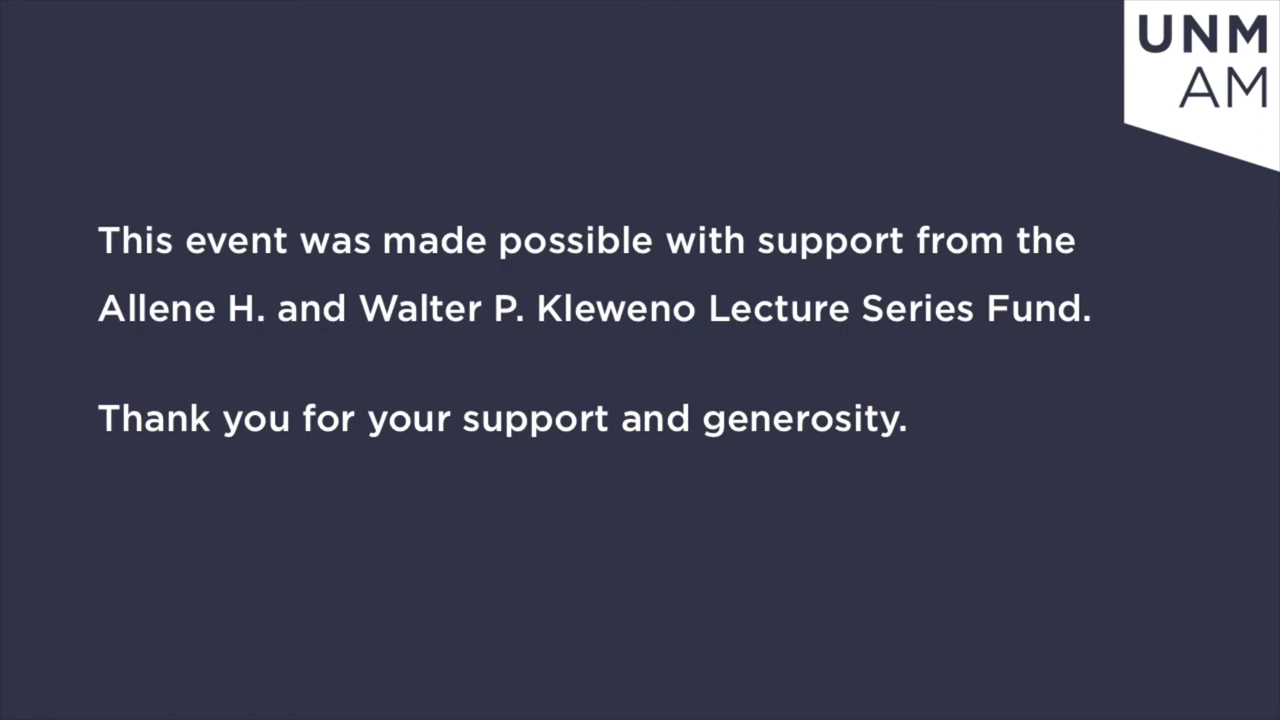 UNM
AM
This event was made possible with support from the
Allene H. and Walter P. Kleweno Lecture Series Fund.
Thank you for your support and generosity.